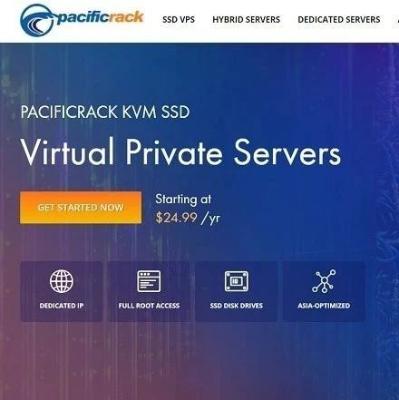 pacificrack
SSD VPS HYBRID SERVERS DEDICATED SERVERS
PACIFICRACK KVM SSD
Virtual Private Servers
GET STARTED NOW
Starting at
$24.99 /yr
DEDICATED IP FULL ROOT ACCESS SSD DISK DRIVES ASIA-OPTIMIZED